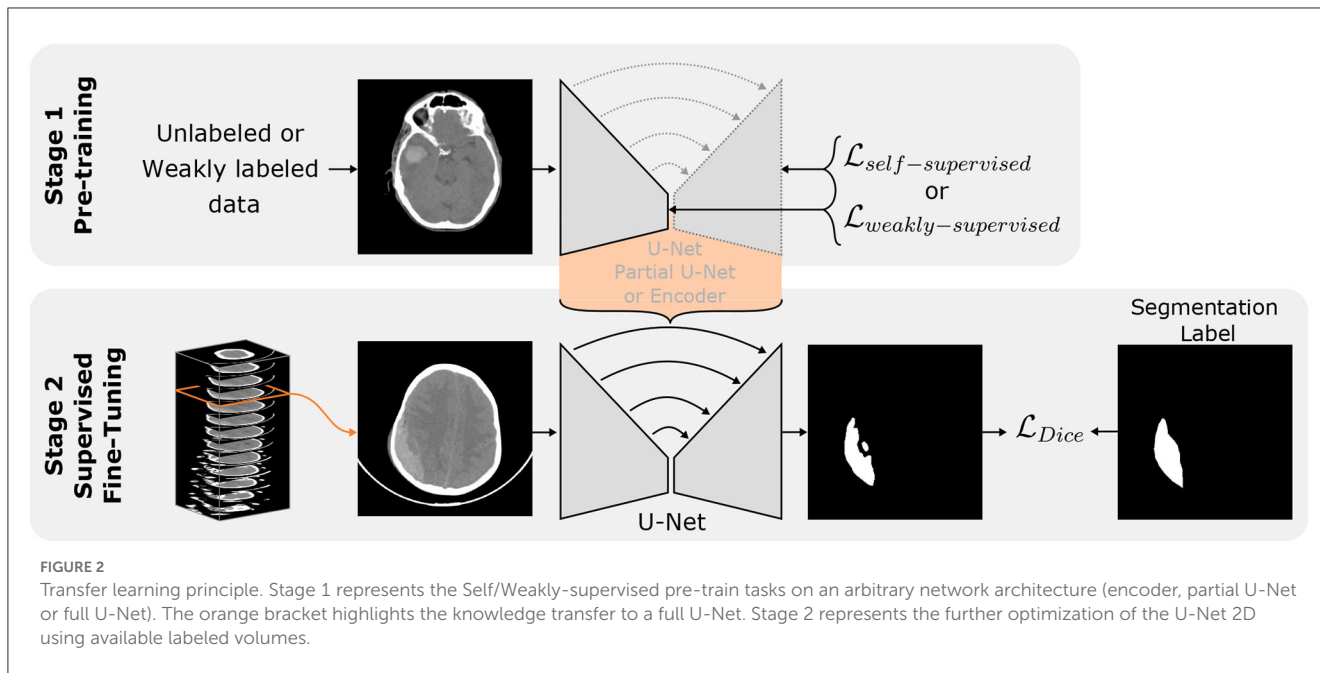 Stage 1
Pre-training
Unlabeled or
Weakly labeled
data
ℒself−supervised
or
ℒweakly−supervised
U-Net
Partial U-Net
or Encoder
Stage 2
Supervised
Fine-Tuning
U-Net
ℒDice
Segmentation
Label
FIGURE 2
Transfer learning principle. Stage 1 represents the Self/Weakly-supervised pre-train tasks on an arbitrary network architecture (encoder, partial U-Net
or full U-Net). The orange bracket highlights the knowledge transfer to a full U-Net. Stage 2 represents the further optimization of the U-Net 2D
using available labeled volumes.